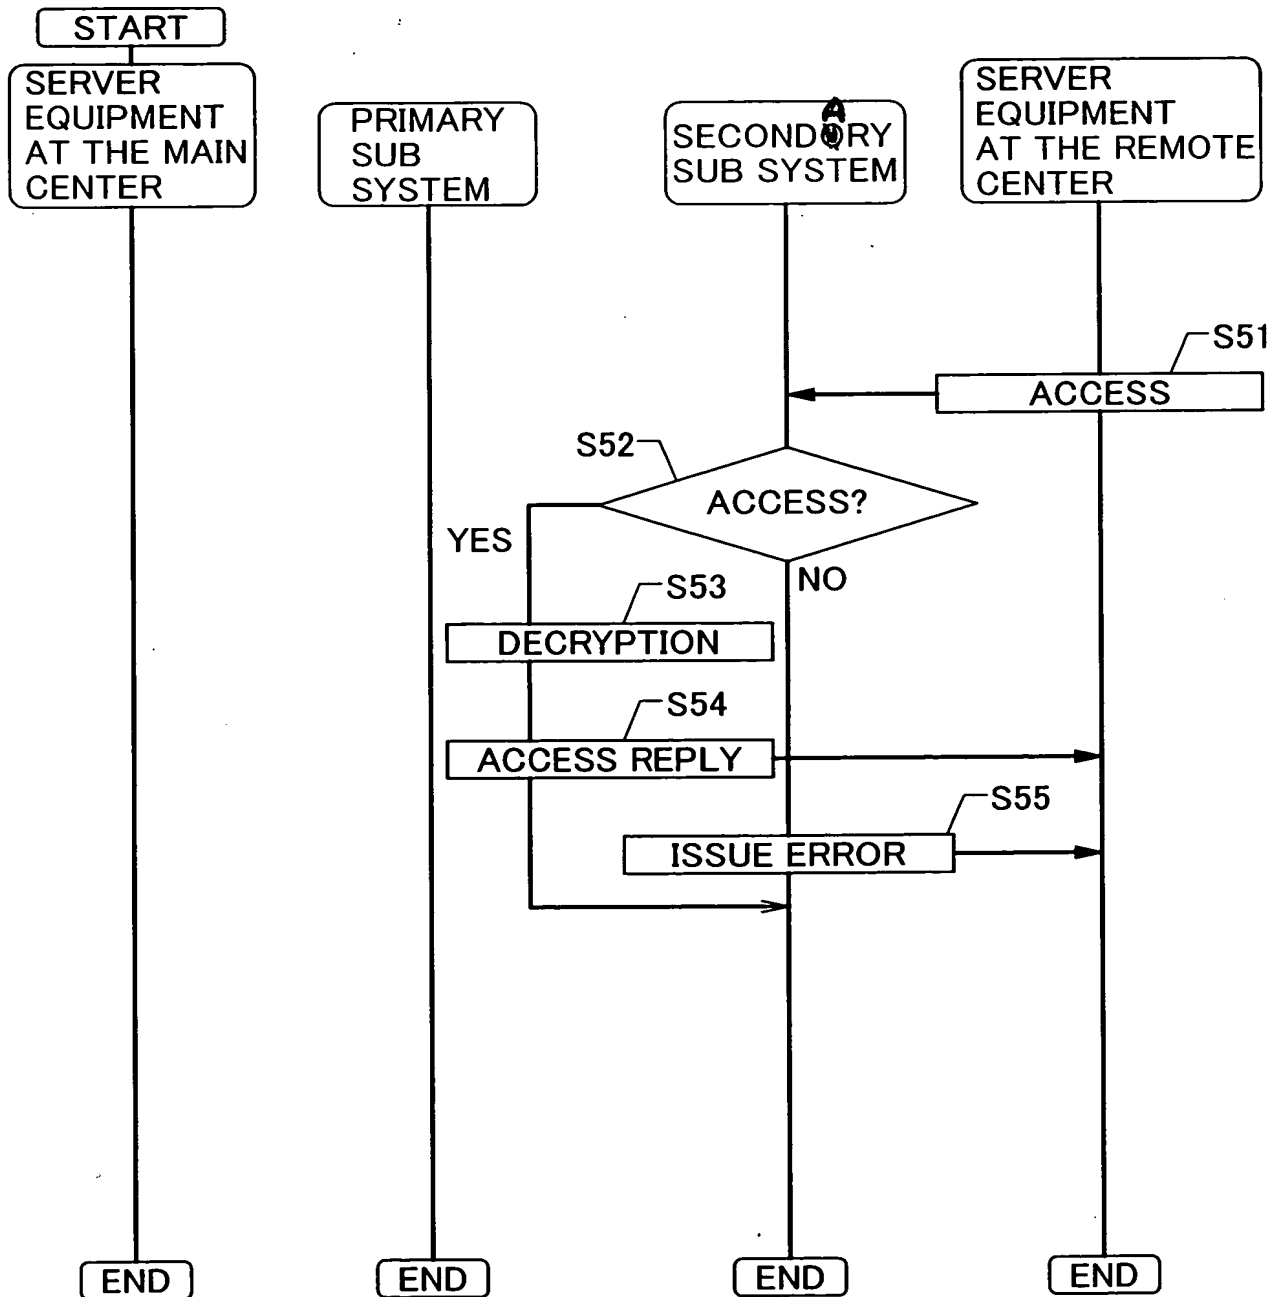 START
SERVER
EQUIPMENT
AT THE MAIN
CENTER
PRIMARY
SUB
SYSTEM
SECONDARY
SUB SYSTEM
SERVER
EQUIPMENT
AT THE REMOTE
CENTER
S51
ACCESS
S52
ACCESS?
YES
NO
S53
DECRYPTION
S54
ACCESS REPLY
S55
ISSUE ERROR
END
END
END
END